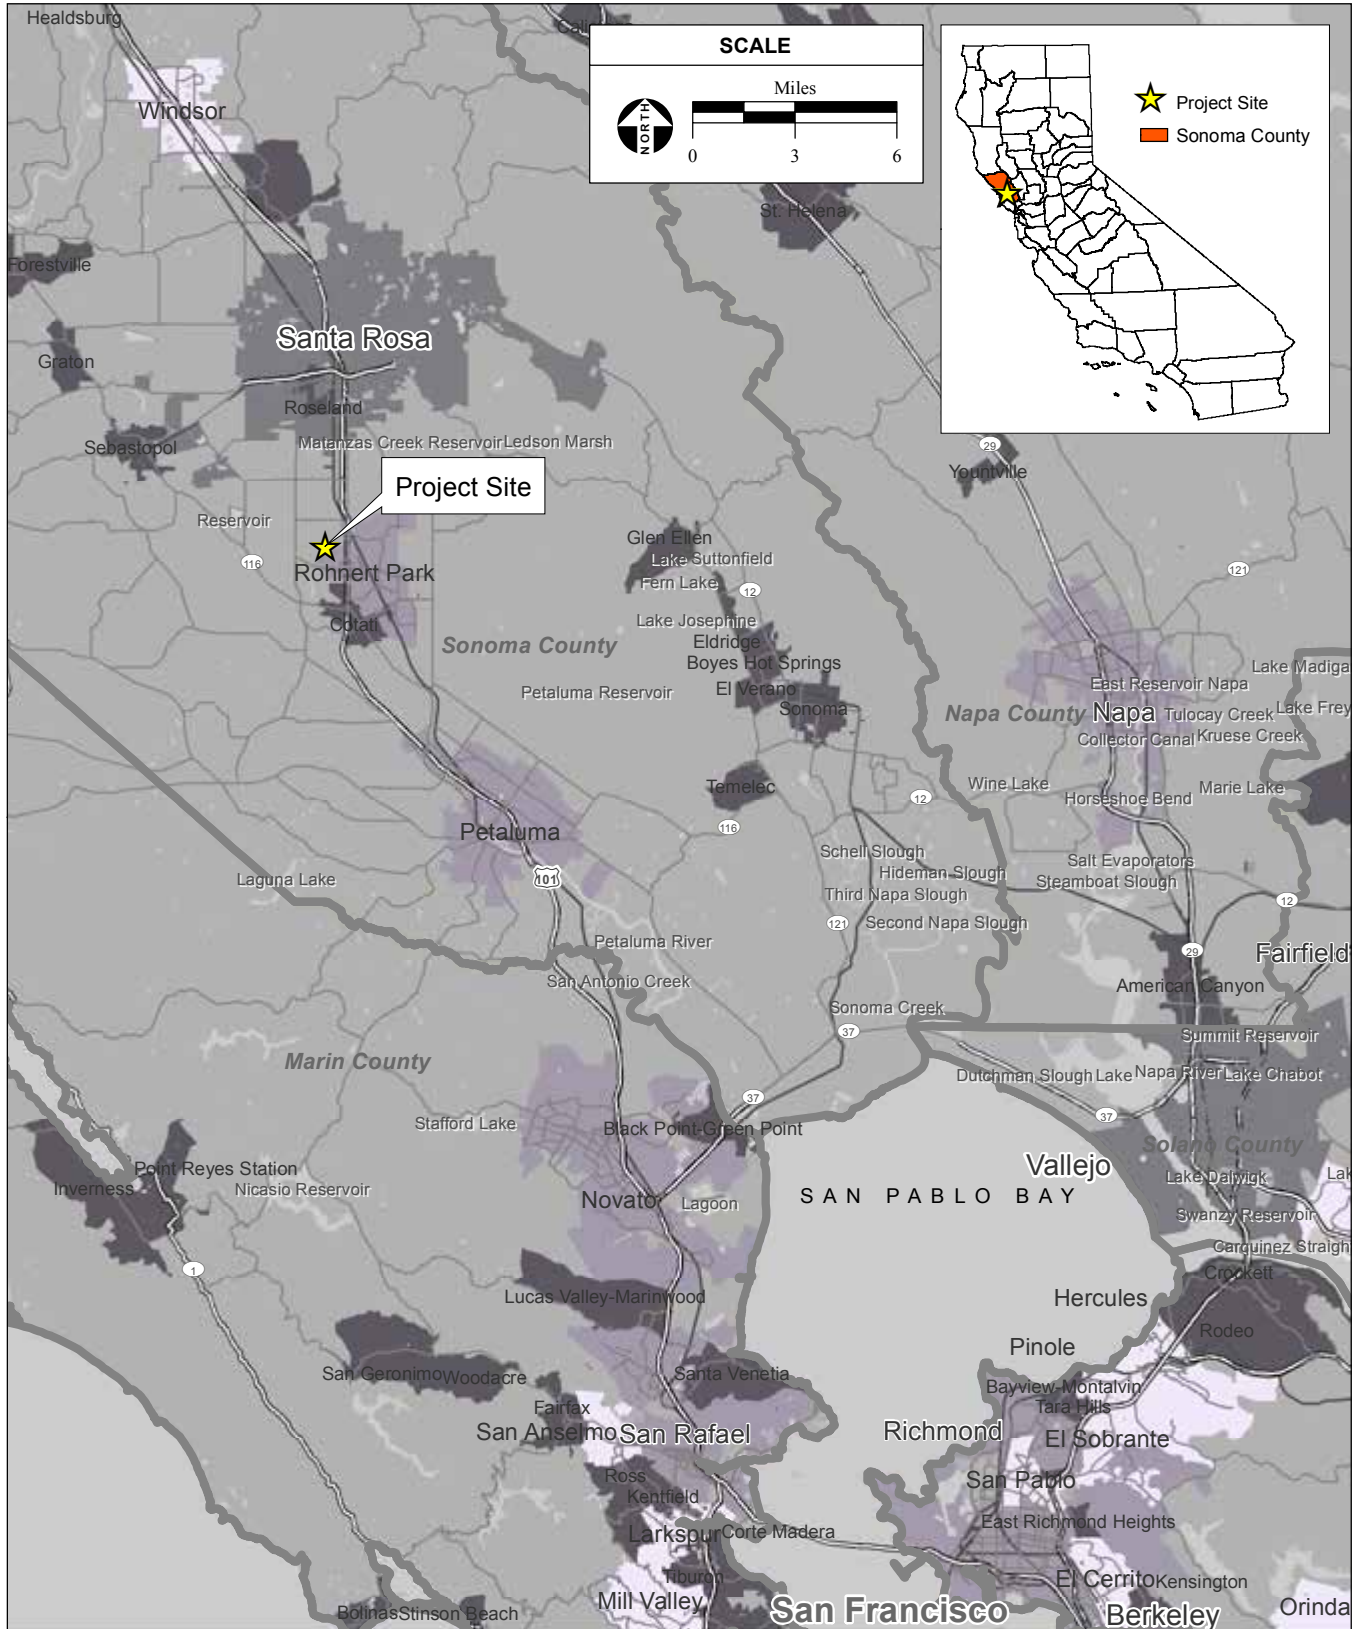 Healdsburg
SCALE
Miles
NORTH
0 3 6
Project Site
Sonoma County
Windsor
St. Helena
Forestville
Santa Rosa
Graton
Roseland
Sebastopol
Matanzas Creek Reservoir
Ledson Marsh
29
Yountville
Project Site
Reservoir
116
Rohnert Park
Glen Ellen
Lake Suttonfield
Fern Lake
12
121
Cotati
Lake Josephine
Eldridge
Sonoma County
Boyes Hot Springs
Lake Madiga
Petaluma Reservoir
El Verano
Sonoma
East Reservoir Napa
Napa County
Napa
Tulocay Creek
Lake Frey
Collector Canal
Kruese Creek
Temelec
Wine Lake
Marie Lake
12
Horseshoe Bend
116
Petaluma
Schell Slough
Salt Evaporators
Hideman Slough
Steamboat Slough
Laguna Lake
101
Third Napa Slough
12
121
Second Napa Slough
Petaluma River
29
Fairfield
San Antonio Creek
American Canyon
Sonoma Creek
37
Summit Reservoir
Marin County
Dutchman Slough
Lake
Napa River
Lake Chabot
37
37
Stafford Lake
Black Point-Green Point
Solano County
Point Reyes Station
Vallejo
Inverness
Nicasio Reservoir
Lake Dalwigk
Lak
Novato
Lagoon
SAN PABLO BAY
Swanzy Reservoir
Carquinez Straigh
1
Crockett
Lucas Valley-Marinwood
Hercules
Rodeo
Pinole
San Geronimo
Woodacre
Santa Venetia
Bayview-Montalvin
Fairfax
Tara Hills
San Anselmo
San Rafael
Richmond
El Sobrante
Ross
San Pablo
Kentfield
East Richmond Heights
Larkspur
Corte Madera
Tiburon
El Cerrito
Kensington
Mill Valley
Bolinas
Stinson Beach
San Francisco
Berkeley
Orinda